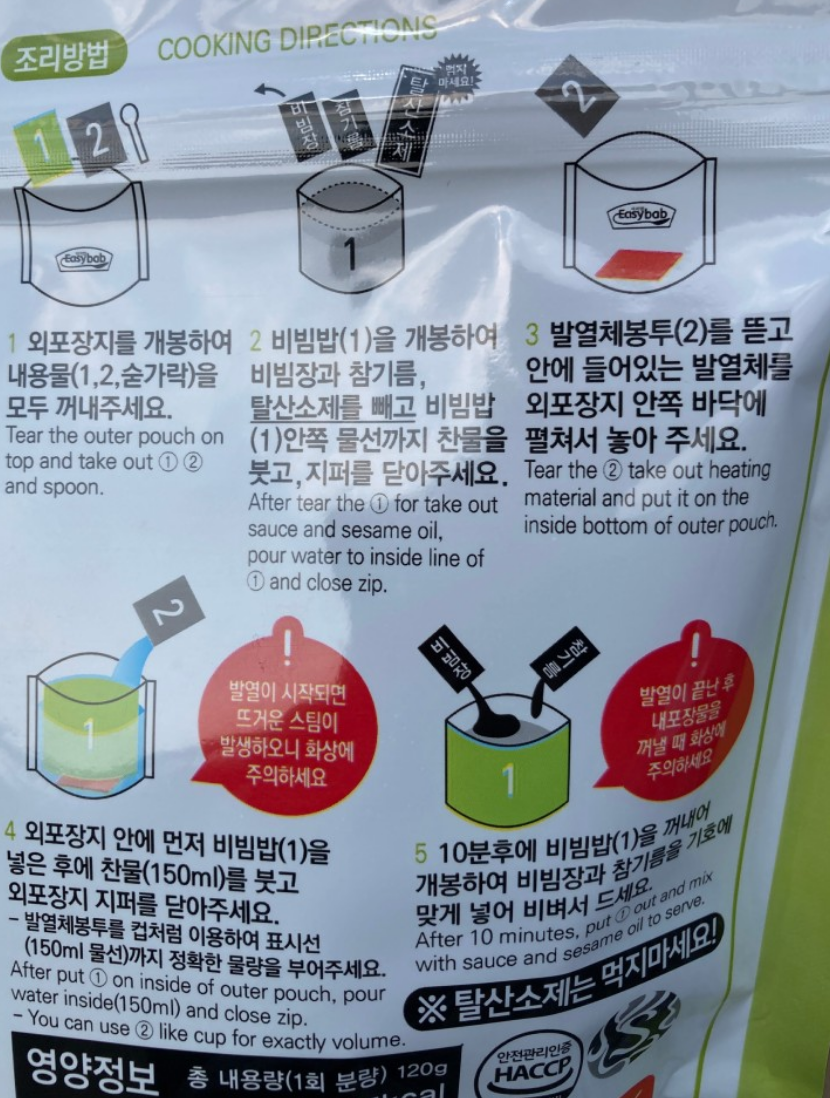 조리방법
COOKING DIRECTIONS
1 2
비빔장
참기름
탈산소제
먹지
마세요!
1
2
Easybab
Easybab
1 외포장지를 개봉하여
내용물(1,2,숟가락)을
모두 꺼내주세요.
Tear the outer pouch on
top and take out ① ②
and spoon.
2 비빔밥(1)을 개봉하여
비빔장과 참기름,
탈산소제를 빼고 비빔밥
(1)안쪽 물선까지 찬물을
붓고,지퍼를 닫아주세요.
After tear the ① for take out
sauce and sesame oil,
pour water to inside line of
① and close zip.
3 발열체봉투(2)를 뜯고
안에 들어있는 발열체를
외포장지 안쪽 바닥에
펼쳐서 놓아 주세요.
Tear the ② take out heating
material and put it on the
inside bottom of outer pouch.
2
1
!
발열이 시작되면
뜨거운 스팀이
발생하오니 화상에
주의하세요
비빔장
참기름
1
!
발열이 끝난 후
내포장물을
꺼낼 때 화상에
주의하세요
4 외포장지 안에 먼저 비빔밥(1)을
넣은 후에 찬물(150ml)를 붓고
외포장지 지퍼를 닫아주세요.
- 발열체봉투를 컵처럼 이용하여 표시선
(150ml 물선)까지 정확한 물량을 부어주세요.
After put ① on inside of outer pouch, pour
water inside(150ml) and close zip.
- You can use ② like cup for exactly volume.
5 10분후에 비빔밥(1)을 꺼내어
개봉하여 비빔장과 참기름을 기호에
맞게 넣어 비벼서 드세요.
After 10 minutes, put ① out and mix
with sauce and sesame oil to serve.
※ 탈산소제는 먹지마세요!
영양정보 총 내용량(1회 분량) 120g
안전관리인증
HACCP